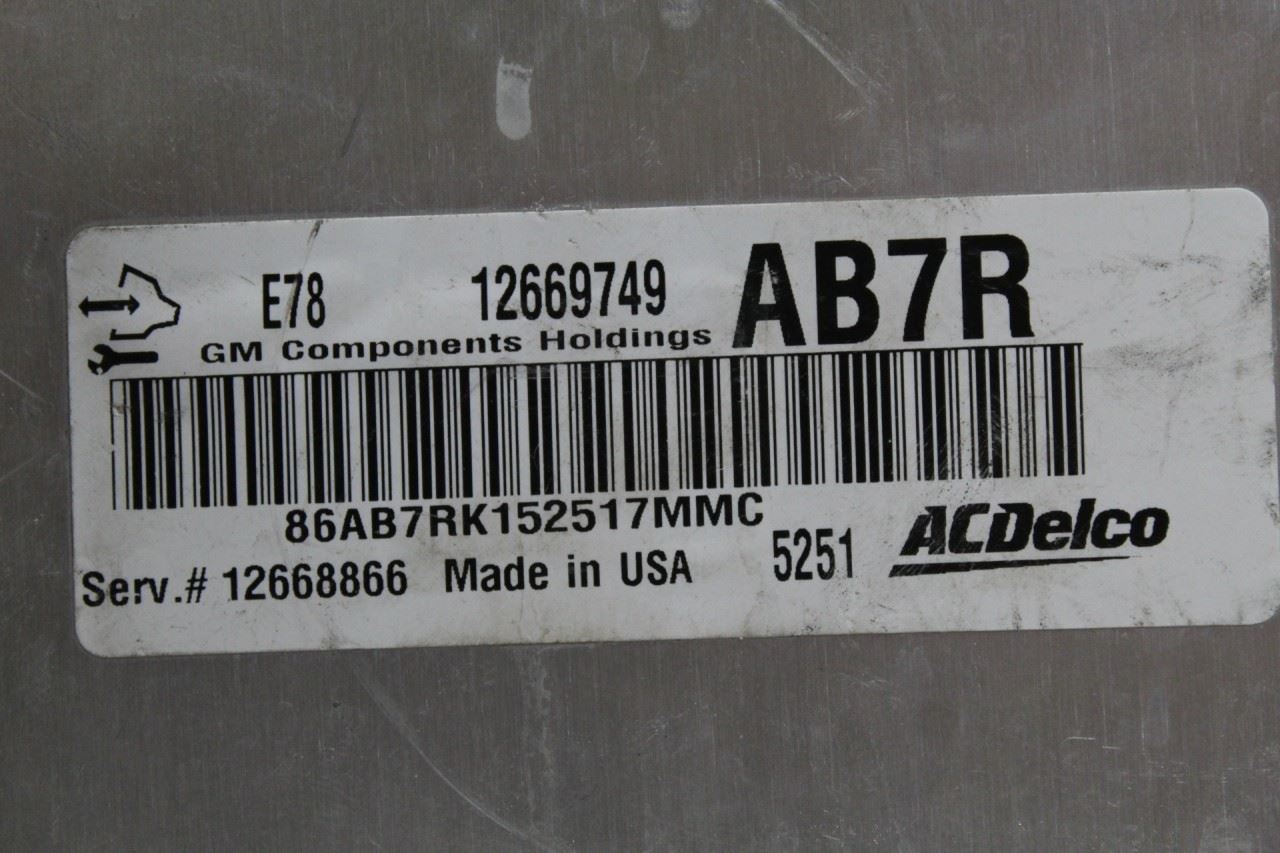 E78 12669749 AB7R
GM Components Holdings
86AB7RK152517MMC
Serv.# 12668866 Made in USA 5251 ACDelco